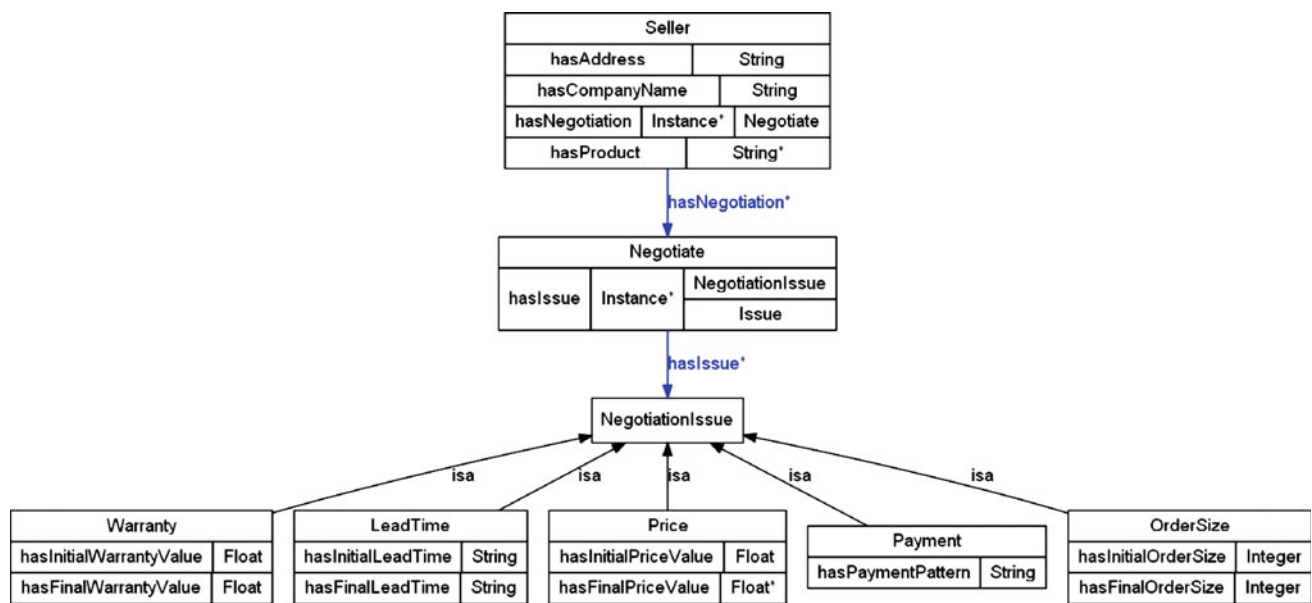 Seller
hasAddress String
hasCompanyName String
hasNegotiation Instance* Negotiate
hasProduct String*
hasNegotiation*
Negotiate
hasIssue Instance* NegotiationIssue
Issue
hasIssue*
NegotiationIssue
isa isa isa isa isa
Warranty
hasInitialWarrantyValue Float
hasFinalWarrantyValue Float
LeadTime
hasInitialLeadTime String
hasFinalLeadTime String
Price
hasInitialPriceValue Float
hasFinalPriceValue Float*
Payment
hasPaymentPattern String
OrderSize
hasInitialOrderSize Integer
hasFinalOrderSize Integer